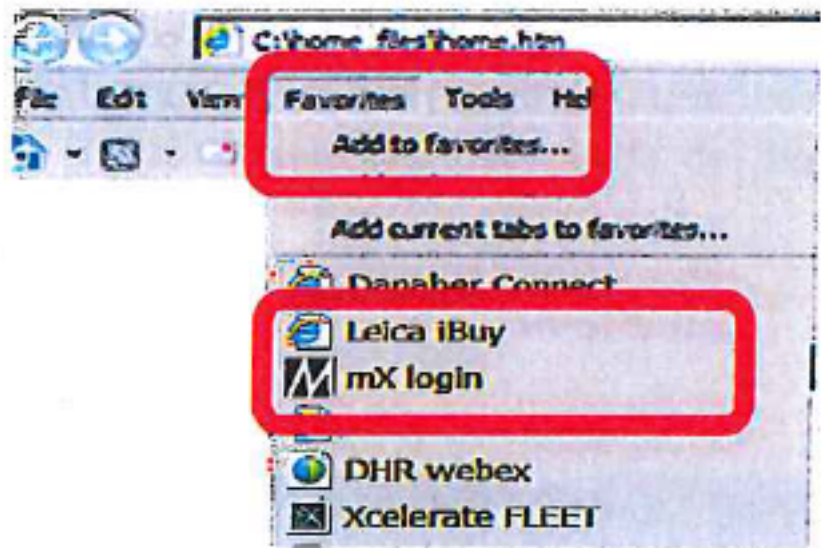 C:\home_files\home.htm
File Edit View Favorites Tools Hel
Add to favorites...
Add current tabs to favorites...
Danaher Connect
Leica iBuy
mX login
DHR webex
Xcelerate FLEET